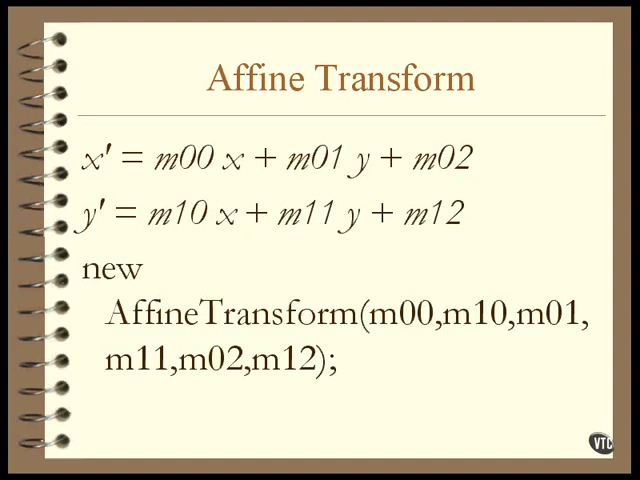 Affine Transform
x' = m00 x + m01 y + m02
y' = m10 x + m11 y + m12
new
AffineTransform(m00,m10,m01,
m11,m02,m12);
VTC